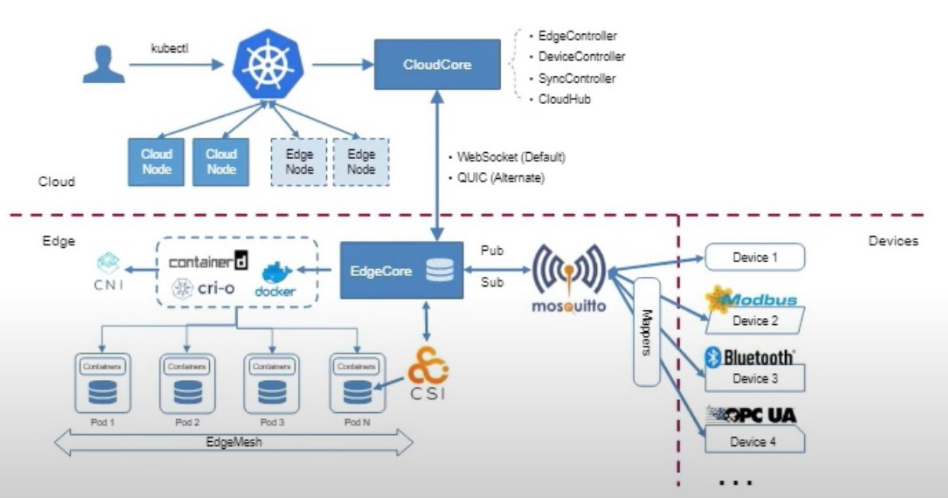 kubectl
CloudCore
• EdgeController
• DeviceController
• SyncController
• CloudHub
Cloud Node
Cloud Node
Edge Node
Edge Node
• WebSocket (Default)
• QUIC (Alternate)
Cloud
Edge
Devices
CNI
containerd
cri-o
docker
EdgeCore
Pub
Sub
mosquitto
Mappers
Device 1
Modbus
Device 2
Bluetooth
Device 3
OPC UA
Device 4
...
Containers
Containers
Containers
Containers
CSI
Pod 1
Pod 2
Pod 3
Pod N
EdgeMesh